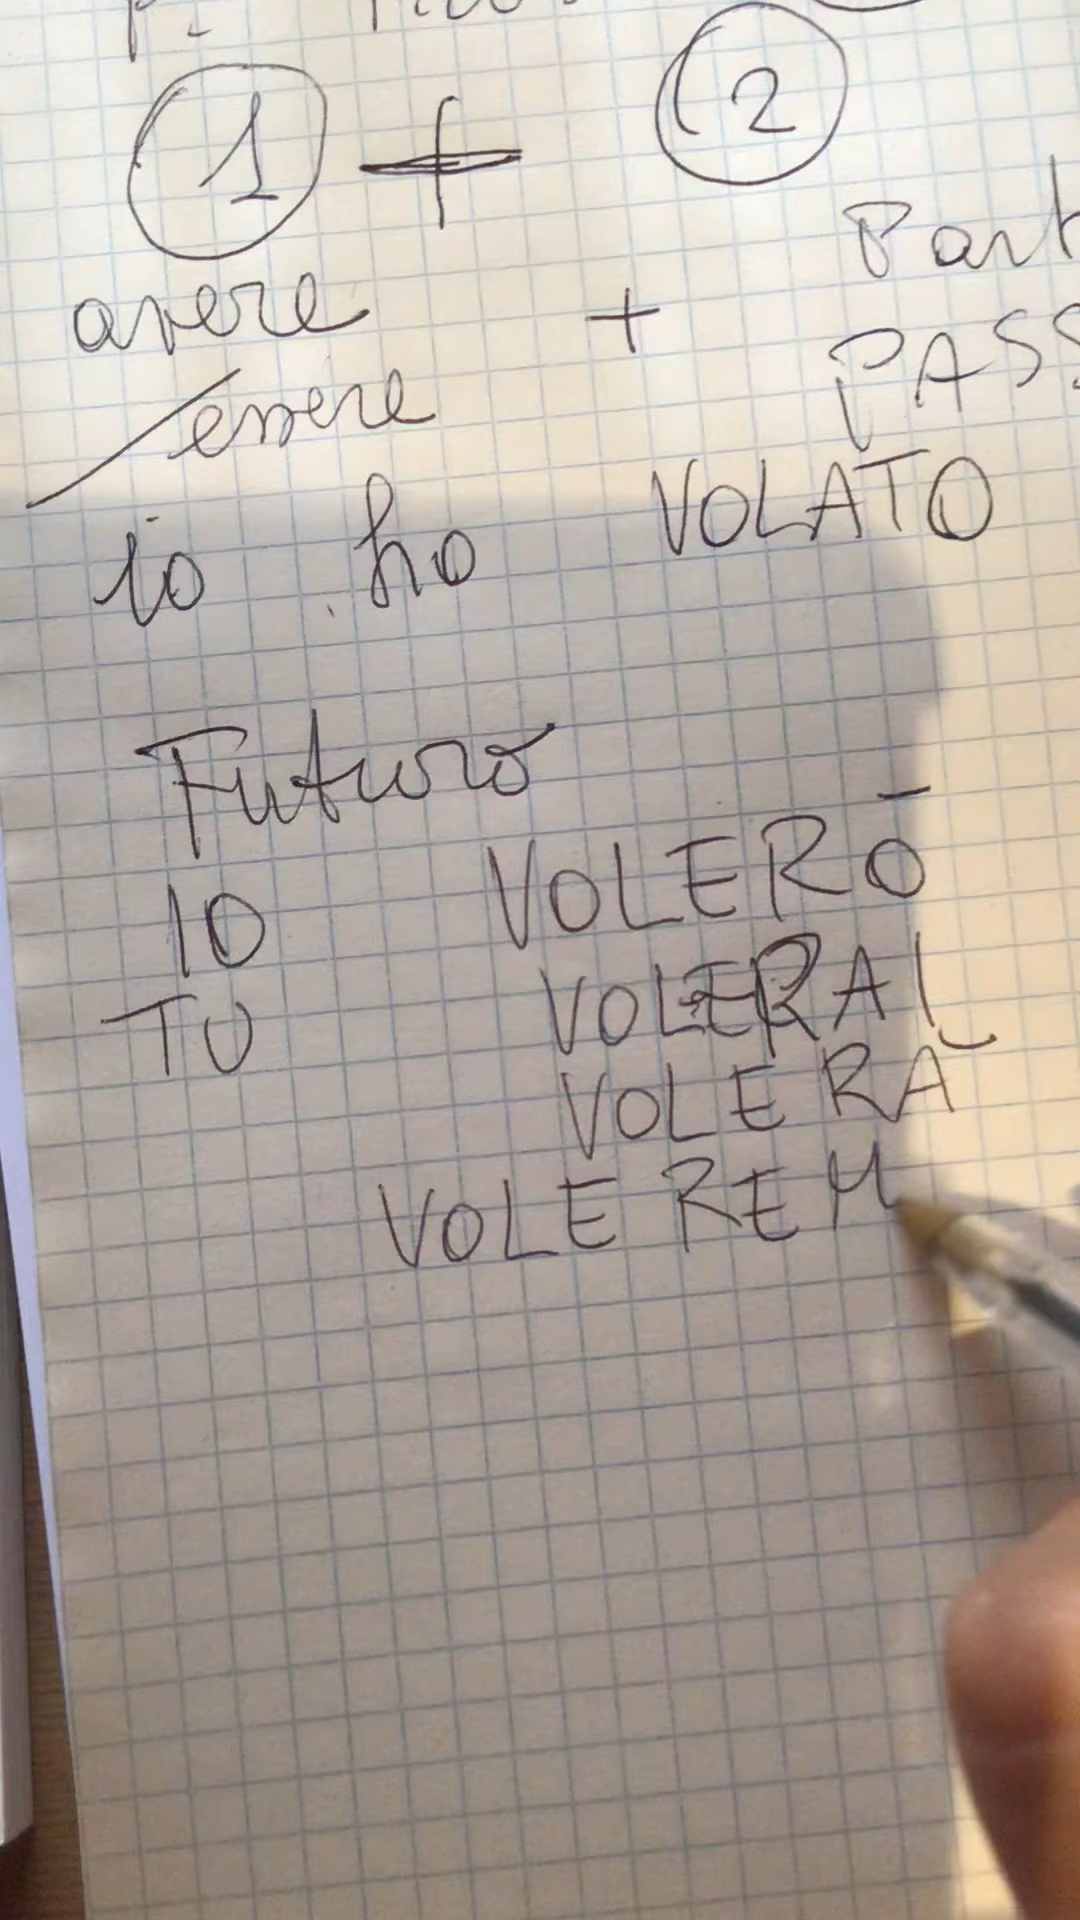 1 + 2
avere + Part
/essere PASS
io ho VOLATO
Futuro
IO VOLERÒ
TU VOLERAI
VOLERÀ
VOLEREM